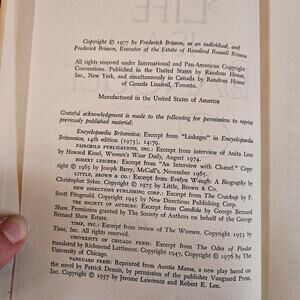 Copyright © 1977 by Frederick Brisson, as an individual, and
Frederick Brisson, Executor of the Estate of Rosalind Russell Brisson
All rights reserved under International and Pan-American Copyright
Conventions. Published in the United States by Random House
Inc., New York, and simultaneously in Canada by Random House
of Canada Limited, Toronto.
Manufactured in the United States of America
Grateful acknowledgment is made to the following for permission to reprint
previously published material:
Encyclopaedia Britannica: Excerpt from "Linkages" in Encyclopaedia
Britannica, 14th edition (1973), 14:79.
FAIRCHILD PUBLICATIONS, INC.: Excerpt from interview of Anita Loos
by Howard Kissel, Women's Wear Daily, August 1974.
ROBERT LESCHER: Excerpt from "An Interview with Chanel." Copy-
right © 1965 by Joseph Barry, McCall's, November 1965.
LITTLE, BROWN & CO.: Excerpt from Evelyn Waugh: A Biography by
Christopher Sykes. Copyright © 1975 by Little, Brown & Co.
NEW DIRECTIONS PUBLISHING CORP.: Excerpt from The Crackup by F.
Scott Fitzgerald. Copyright 1945 by New Directions Publishing Corp.
THE SOCIETY OF AUTHORS: Excerpt from Candida by George Bernard
Shaw. Permission granted by The Society of Authors on behalf of the George
Bernard Shaw Estate.
TIME, INC.: Excerpt from review of The Women. Copyright 1953 by
Time, Inc. All rights reserved.
UNIVERSITY OF CHICAGO PRESS: Excerpt from The Odes of Pindar
translated by Richmond Lattimore. Copyright 1947, Copyright © 1976 by The
University of Chicago.
VANGUARD PRESS: Reprinted from Auntie Mame, a new play based on
the novel by Patrick Dennis, by permission of the publisher Vanguard Press,
Inc. Copyright © 1957 by Jerome Lawrence and Robert E. Lee.